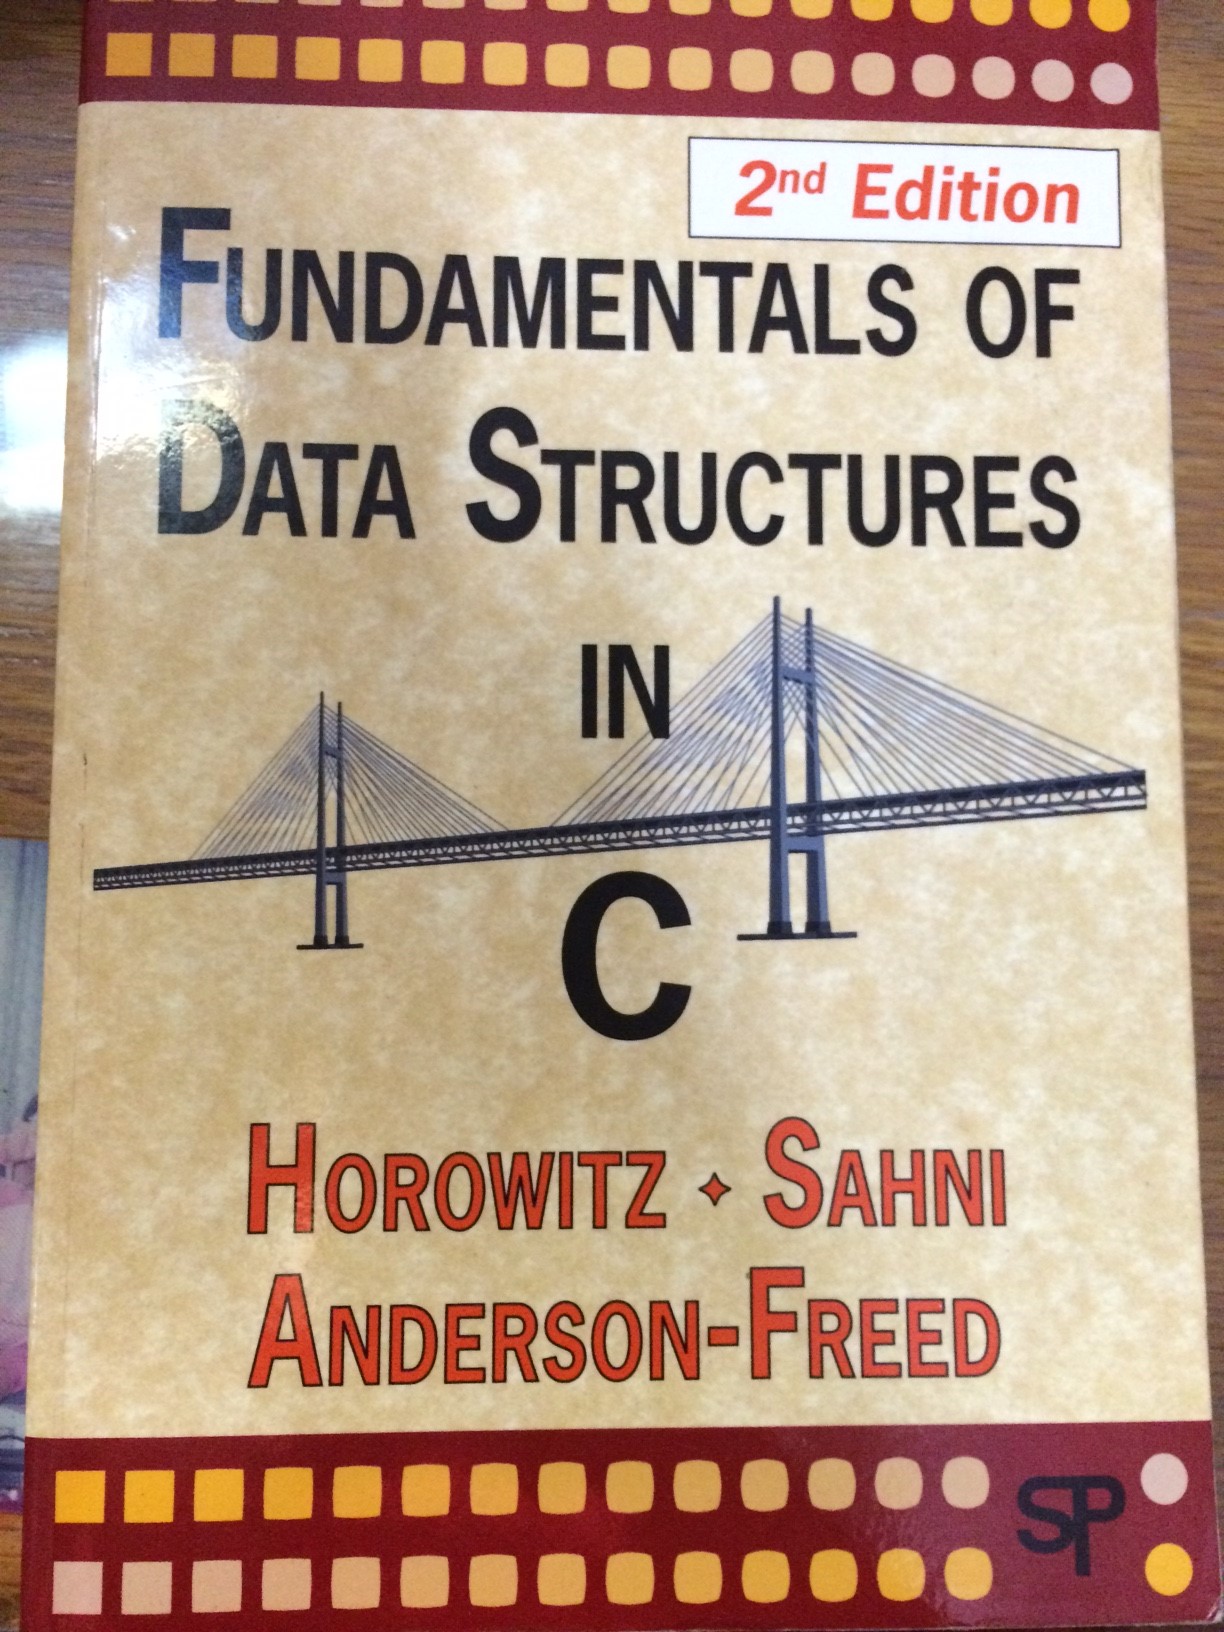 2nd Edition
FUNDAMENTALS OF
DATA STRUCTURES
IN
C
HOROWITZ ✦ SAHNI
ANDERSON-FREED
SP